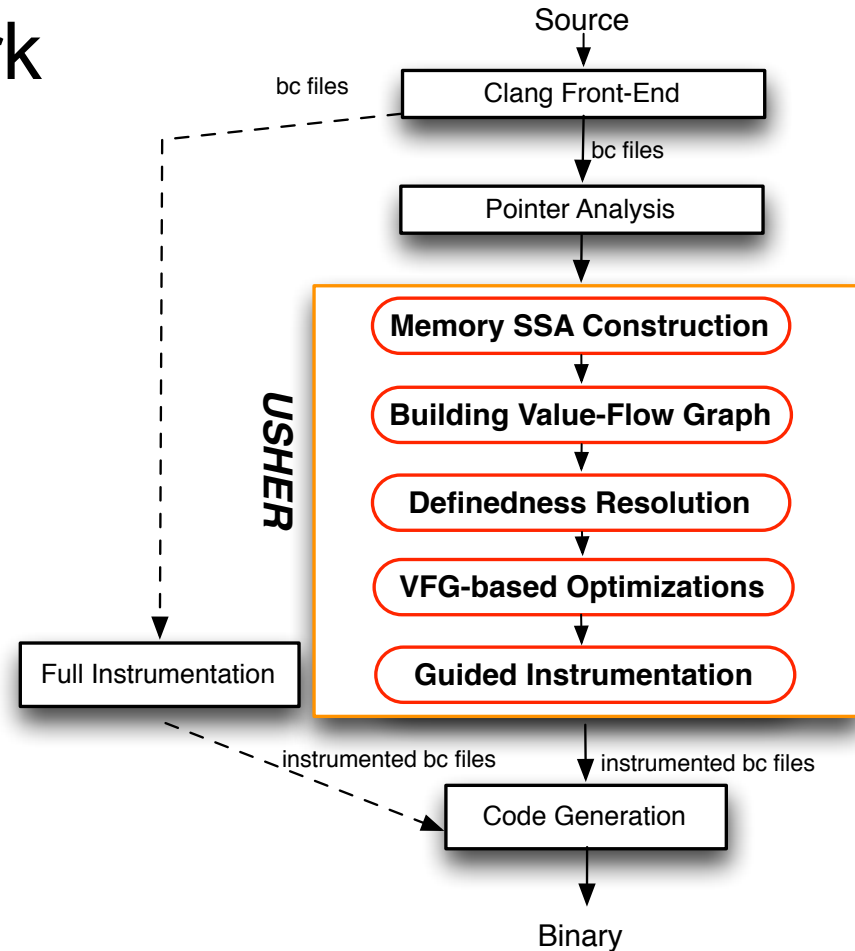 Source
bc files
Clang Front-End
bc files
Pointer Analysis
Memory SSA Construction
Building Value-Flow Graph
USHER
Definedness Resolution
VFG-based Optimizations
Full Instrumentation
Guided Instrumentation
instrumented bc files
instrumented bc files
Code Generation
Binary